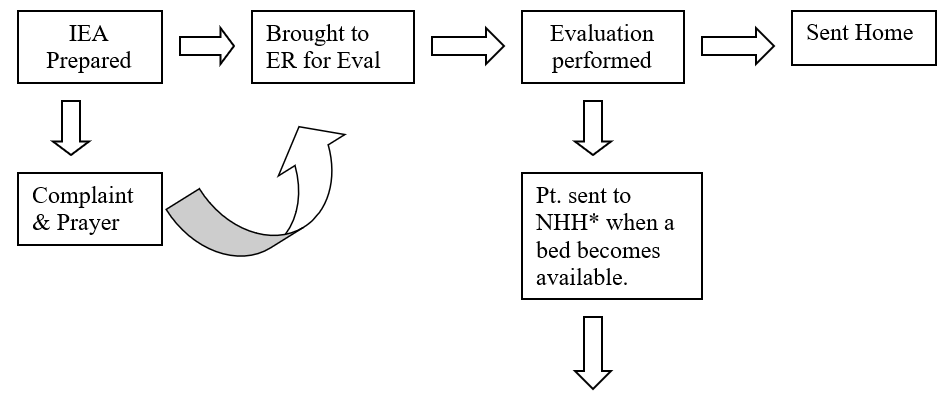 IEA
Prepared
Brought to
ER for Eval
Evaluation
performed
Sent Home
Complaint
& Prayer
Pt. sent to
NHH* when a
bed becomes
available.